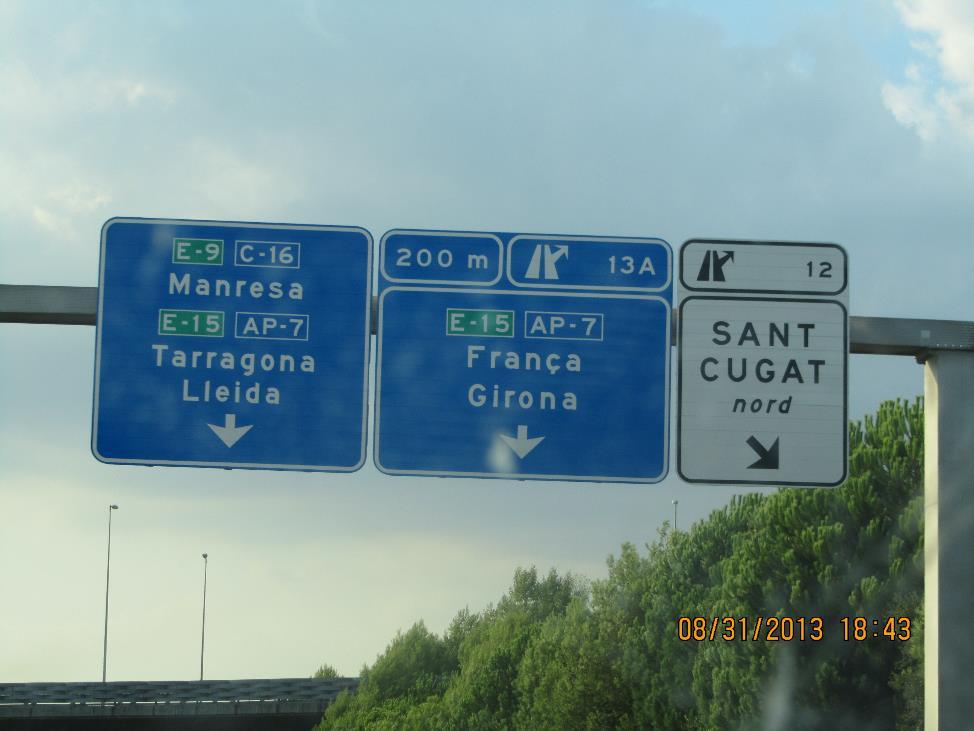 E-9 C-16
Manresa
E-15 AP-7
Tarragona
Lleida
200 m 13A
E-15 AP-7
França
Girona
12
SANT
CUGAT
nord
08/31/2013 18:43